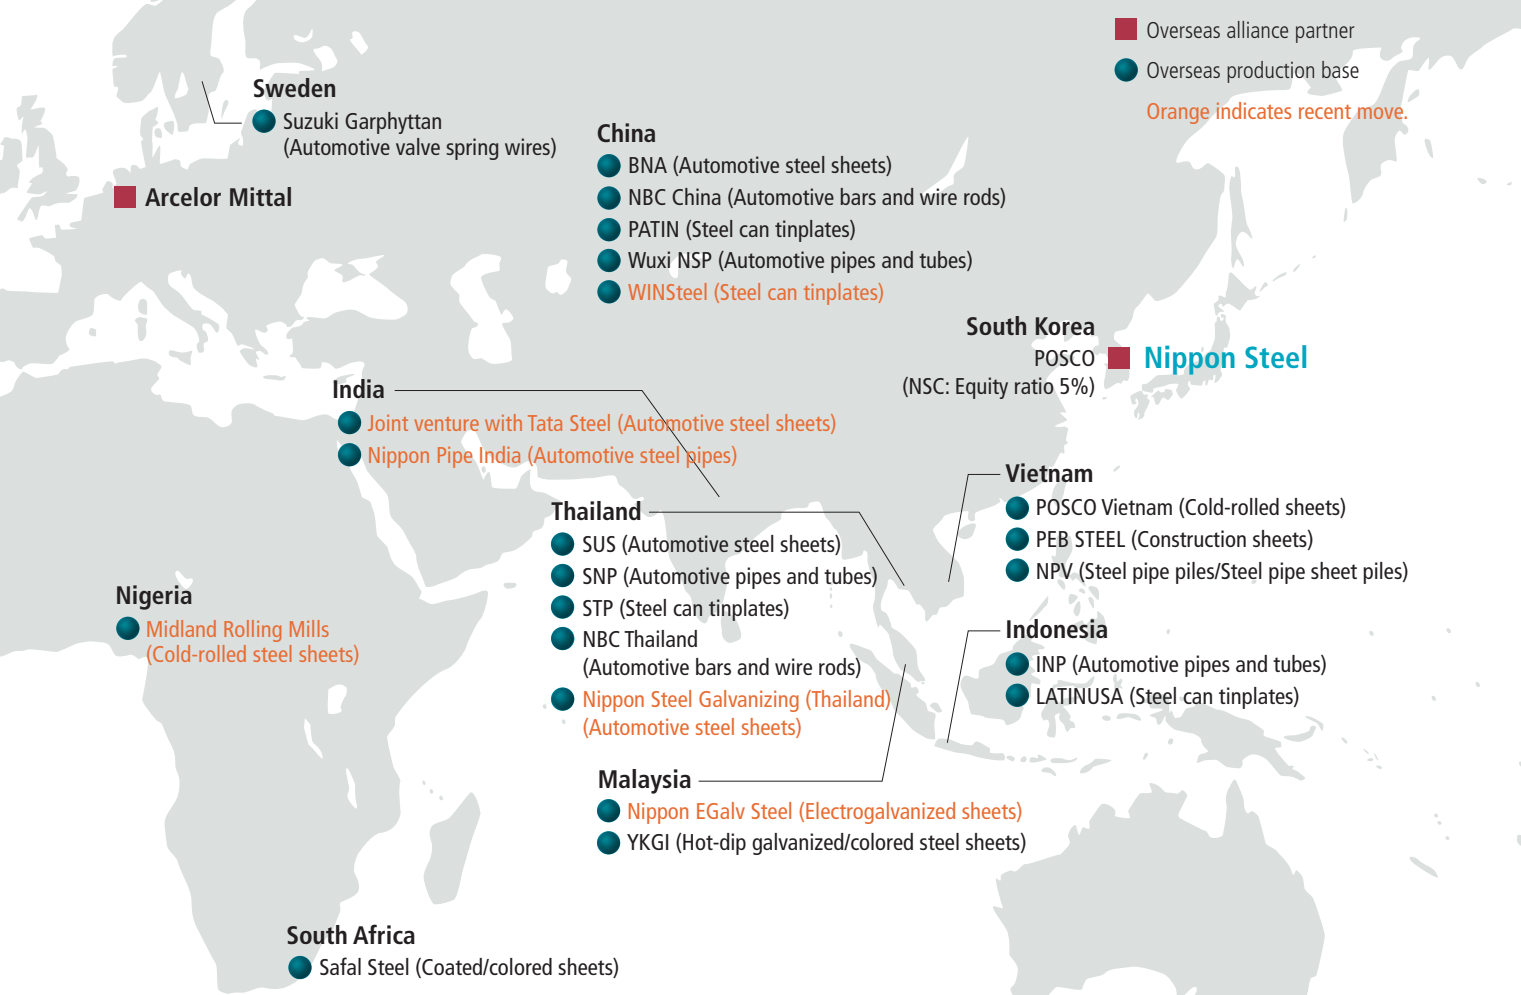 Overseas alliance partner
Overseas production base
Orange indicates recent move.
Sweden
Suzuki Garphyttan
(Automotive valve spring wires)
Arcelor Mittal
China
BNA (Automotive steel sheets)
NBC China (Automotive bars and wire rods)
PATIN (Steel can tinplates)
Wuxi NSP (Automotive pipes and tubes)
WINSteel (Steel can tinplates)
South Korea
POSCO
(NSC: Equity ratio 5%)
Nippon Steel
India
Joint venture with Tata Steel (Automotive steel sheets)
Nippon Pipe India (Automotive steel pipes)
Thailand
SUS (Automotive steel sheets)
SNP (Automotive pipes and tubes)
STP (Steel can tinplates)
NBC Thailand
(Automotive bars and wire rods)
Nippon Steel Galvanizing (Thailand)
(Automotive steel sheets)
Vietnam
POSCO Vietnam (Cold-rolled sheets)
PEB STEEL (Construction sheets)
NPV (Steel pipe piles/Steel pipe sheet piles)
Nigeria
Midland Rolling Mills
(Cold-rolled steel sheets)
Indonesia
INP (Automotive pipes and tubes)
LATINUSA (Steel can tinplates)
Malaysia
Nippon EGalv Steel (Electrogalvanized sheets)
YKGI (Hot-dip galvanized/colored steel sheets)
South Africa
Safal Steel (Coated/colored sheets)